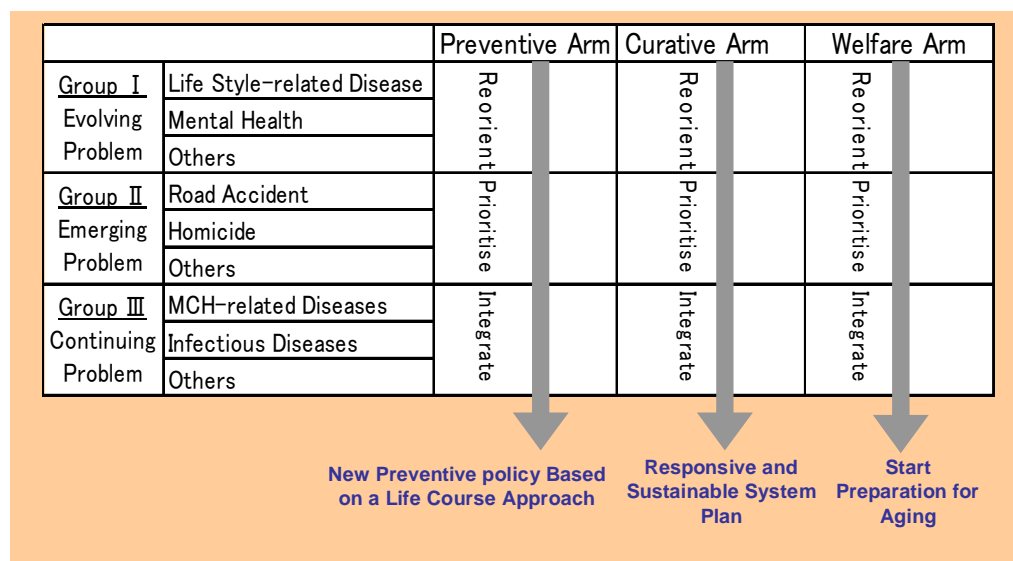 Preventive Arm Curative Arm Welfare Arm
Group Ⅰ
Evolving
Problem
Life Style-related Disease
Mental Health
Others
Reorient
Reorient
Reorient
Group Ⅱ
Emerging
Problem
Road Accident
Homicide
Others
Prioritise
Prioritise
Prioritise
Group Ⅲ
Continuing
Problem
MCH-related Diseases
Infectious Diseases
Others
Integrate
Integrate
Integrate
New Preventive policy Based
on a Life Course Approach
Responsive and
Sustainable System
Plan
Start
Preparation for
Aging